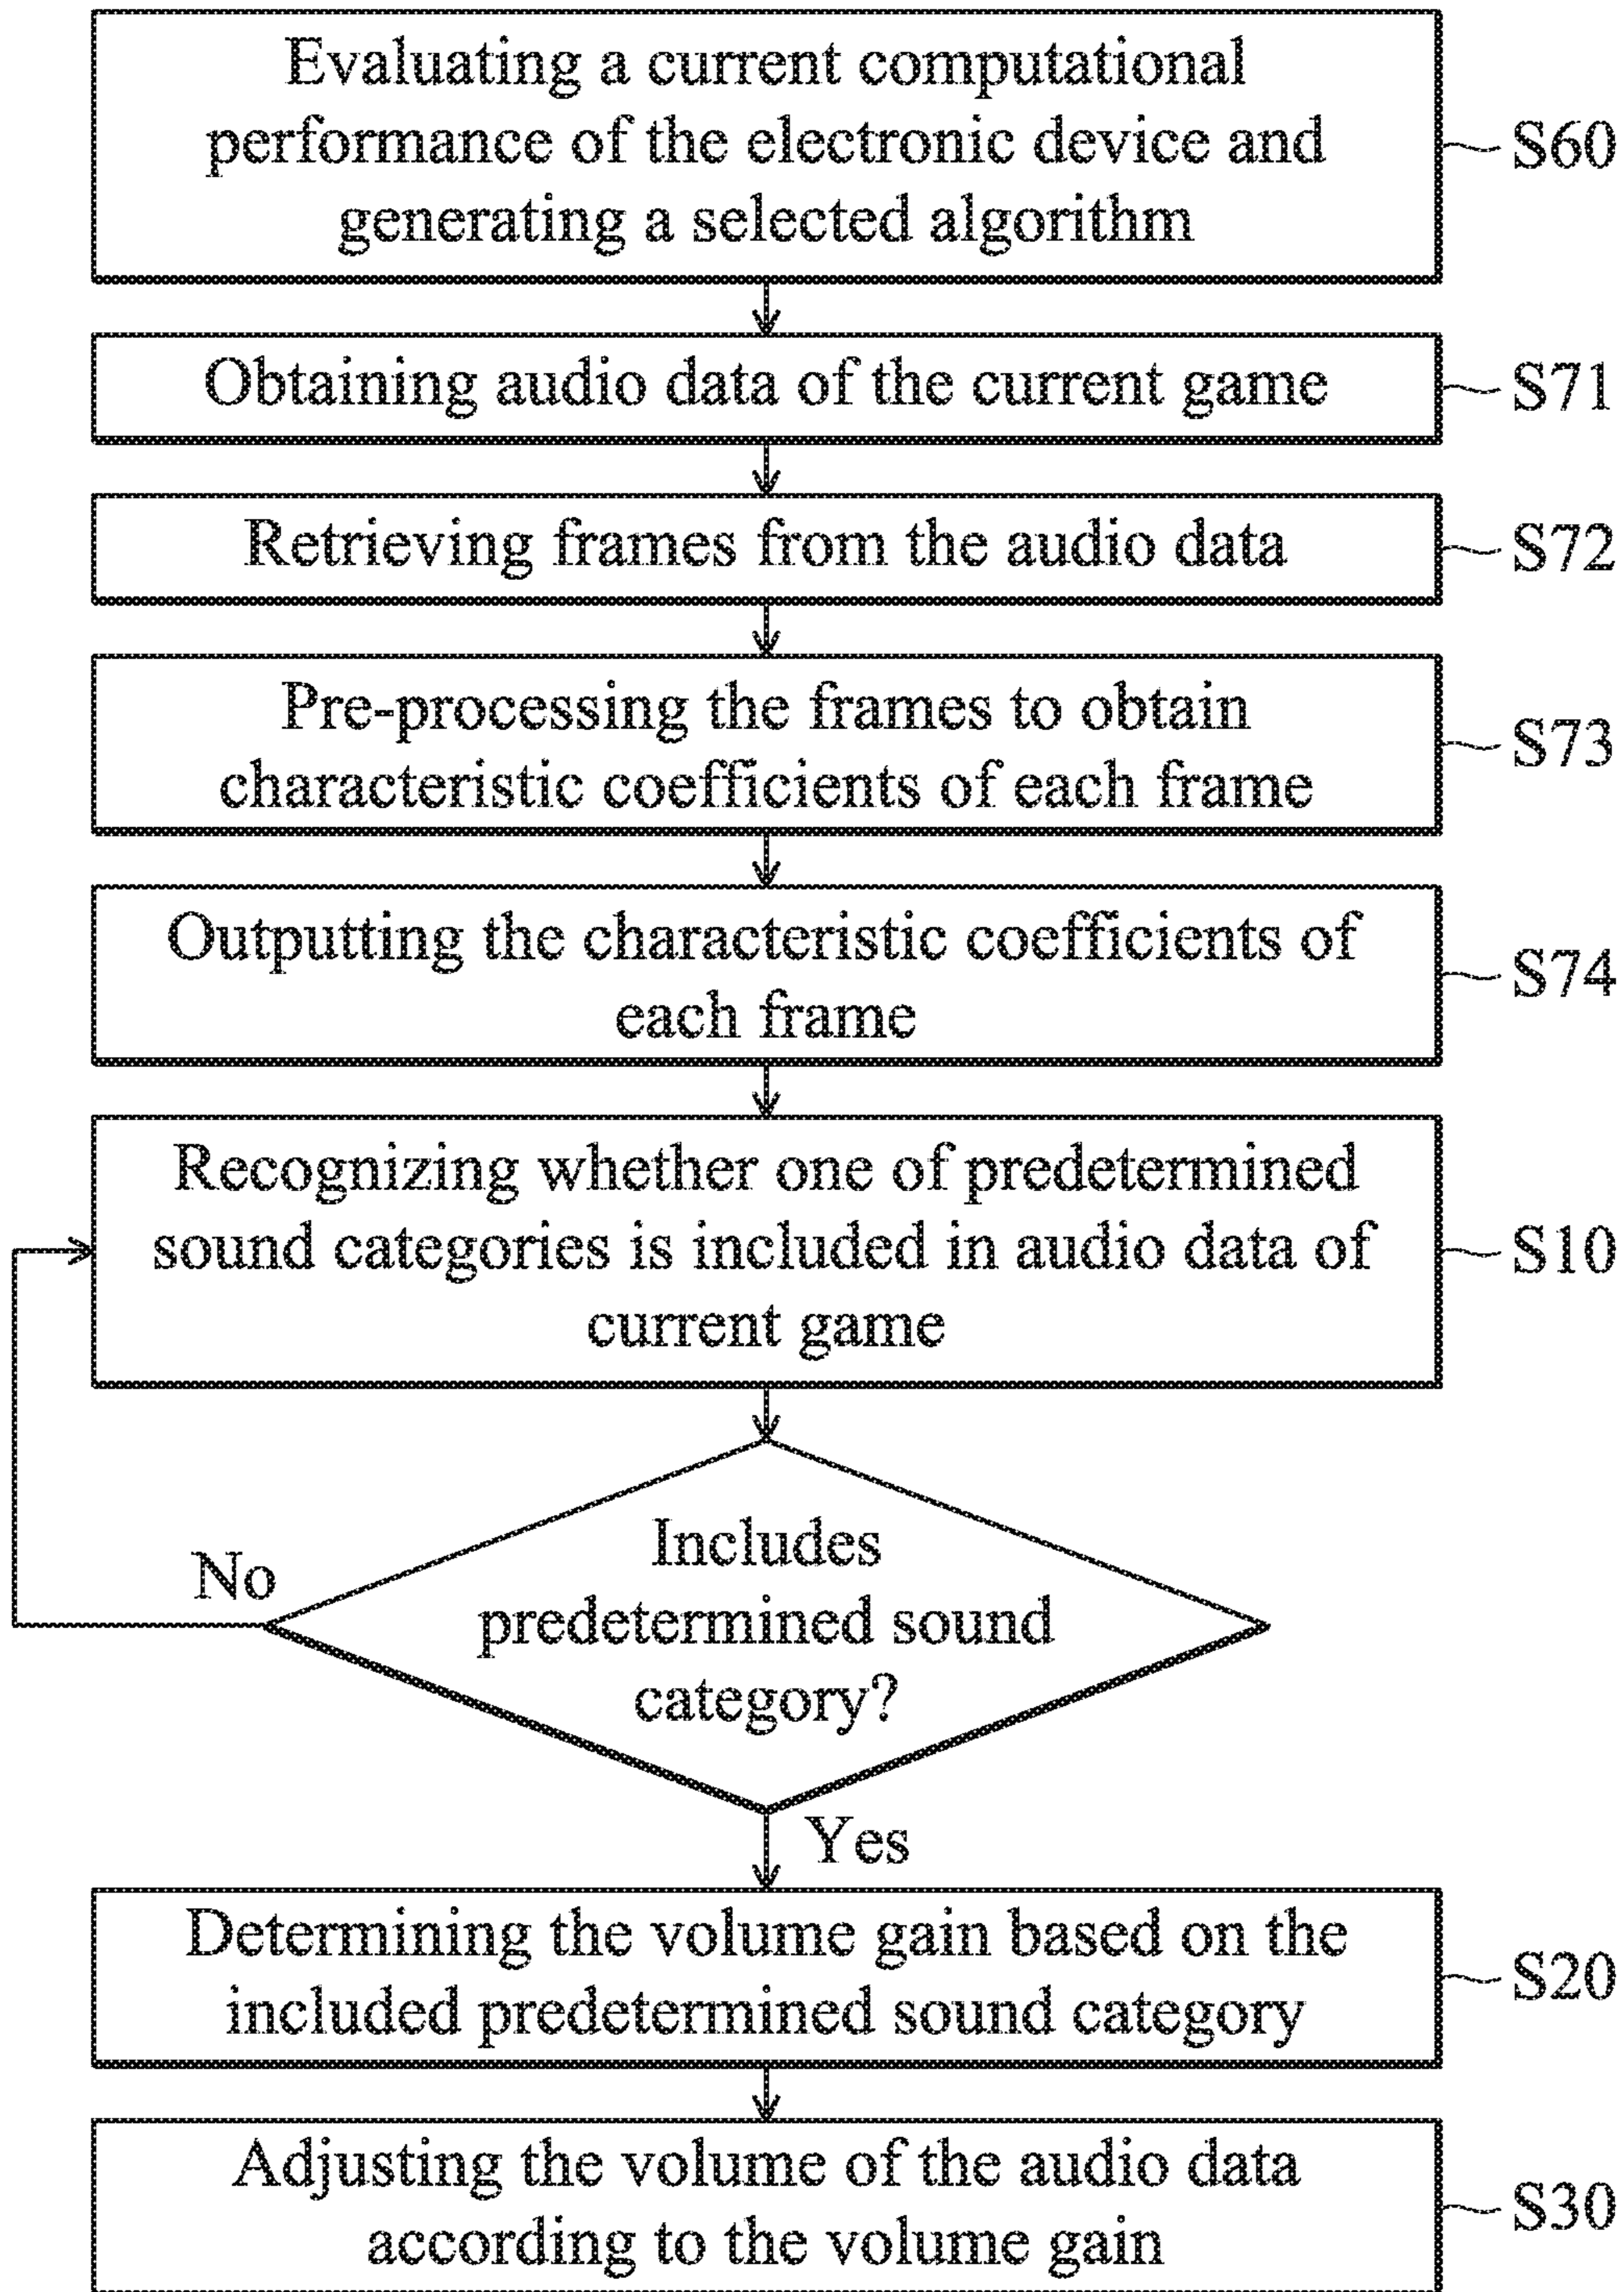 Evaluating a current computational
performance of the electronic device and
generating a selected algorithm
S60
Obtaining audio data of the current game
S71
Retrieving frames from the audio data
S72
Pre-processing the frames to obtain
characteristic coefficients of each frame
S73
Outputting the characteristic coefficients of
each frame
S74
Recognizing whether one of predetermined
sound categories is included in audio data of
current game
S10
Includes
predetermined sound
category?
No
Yes
Determining the volume gain based on the
included predetermined sound category
S20
Adjusting the volume of the audio data
according to the volume gain
S30